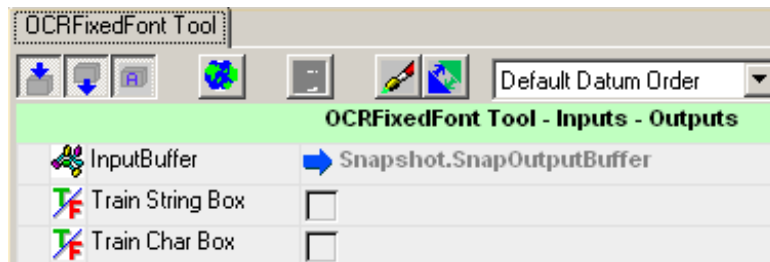 OCRFixedFont Tool
A Default Datum Order
OCRFixedFont Tool - Inputs - Outputs
InputBuffer Snapshot.SnapOutputBuffer
T/F Train String Box
T/F Train Char Box